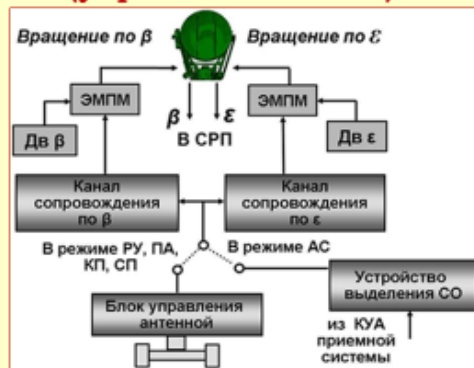 Вращение по β
Вращение по ε
ЭМПМ
ЭМПМ
β
ε
В СРП
Дв β
Дв ε
Канал
сопровождения
по β
Канал
сопровождения
по ε
В режиме РУ, ПА,
КП, СП
В режиме АС
Устройство
выделения СО
Блок управления
антенной
из КУА
приемной
системы